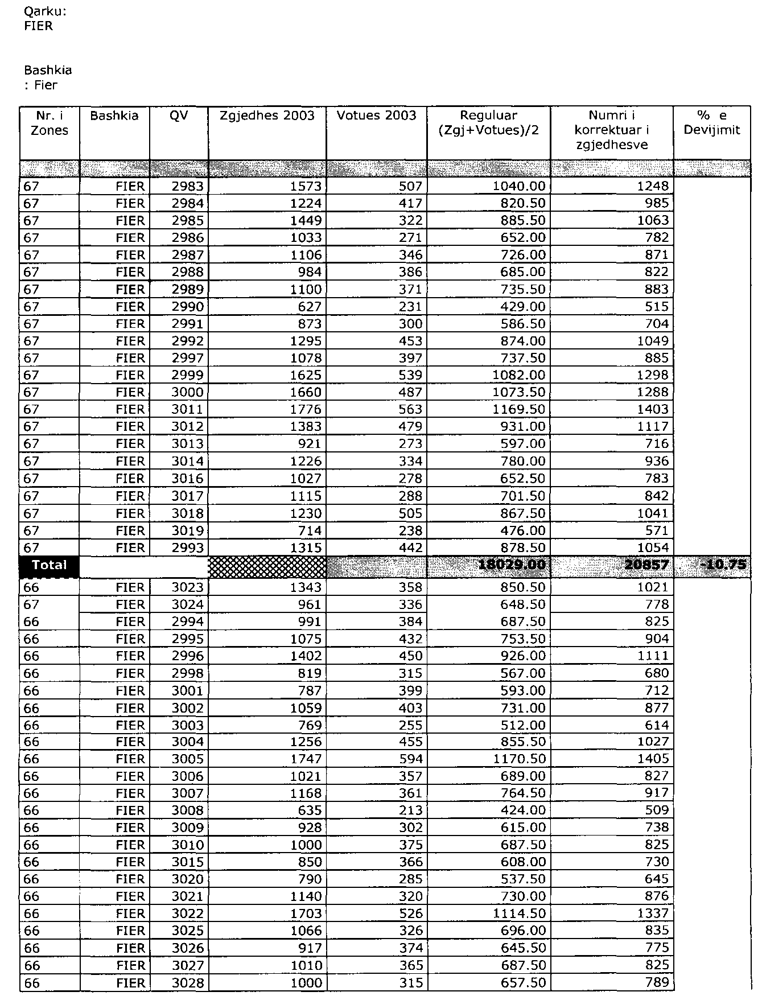 Qarku:
FIER
Bashkia
: Fier
Nr. i Zones Bashkia QV Zgjedhes 2003 Votues 2003 Reguluar (Zgj+Votues)/2 Numri i korrektuar i zgjedhesve % e Devijimit
67 FIER 2983 1573 507 1040.00 1248
67 FIER 2984 1224 417 820.50 985
67 FIER 2985 1449 322 885.50 1063
67 FIER 2986 1033 271 652.00 782
67 FIER 2987 1106 346 726.00 871
67 FIER 2988 984 386 685.00 822
67 FIER 2989 1100 371 735.50 883
67 FIER 2990 627 231 429.00 515
67 FIER 2991 873 300 586.50 704
67 FIER 2992 1295 453 874.00 1049
67 FIER 2997 1078 397 737.50 885
67 FIER 2999 1625 539 1082.00 1298
67 FIER 3000 1660 487 1073.50 1288
67 FIER 3011 1776 563 1169.50 1403
67 FIER 3012 1383 479 931.00 1117
67 FIER 3013 921 273 597.00 716
67 FIER 3014 1226 334 780.00 936
67 FIER 3016 1027 278 652.50 783
67 FIER 3017 1115 288 701.50 842
67 FIER 3018 1230 505 867.50 1041
67 FIER 3019 714 238 476.00 571
67 FIER 2993 1315 442 878.50 1054
Total 18029.00 20857 -10.75
66 FIER 3023 1343 358 850.50 1021
67 FIER 3024 961 336 648.50 778
66 FIER 2994 991 384 687.50 825
66 FIER 2995 1075 432 753.50 904
66 FIER 2996 1402 450 926.00 1111
66 FIER 2998 819 315 567.00 680
66 FIER 3001 787 399 593.00 712
66 FIER 3002 1059 403 731.00 877
66 FIER 3003 769 255 512.00 614
66 FIER 3004 1256 455 855.50 1027
66 FIER 3005 1747 594 1170.50 1405
66 FIER 3006 1021 357 689.00 827
66 FIER 3007 1168 361 764.50 917
66 FIER 3008 635 213 424.00 509
66 FIER 3009 928 302 615.00 738
66 FIER 3010 1000 375 687.50 825
66 FIER 3015 850 366 608.00 730
66 FIER 3020 790 285 537.50 645
66 FIER 3021 1140 320 730.00 876
66 FIER 3022 1703 526 1114.50 1337
66 FIER 3025 1066 326 696.00 835
66 FIER 3026 917 374 645.50 775
66 FIER 3027 1010 365 687.50 825
66 FIER 3028 1000 315 657.50 789